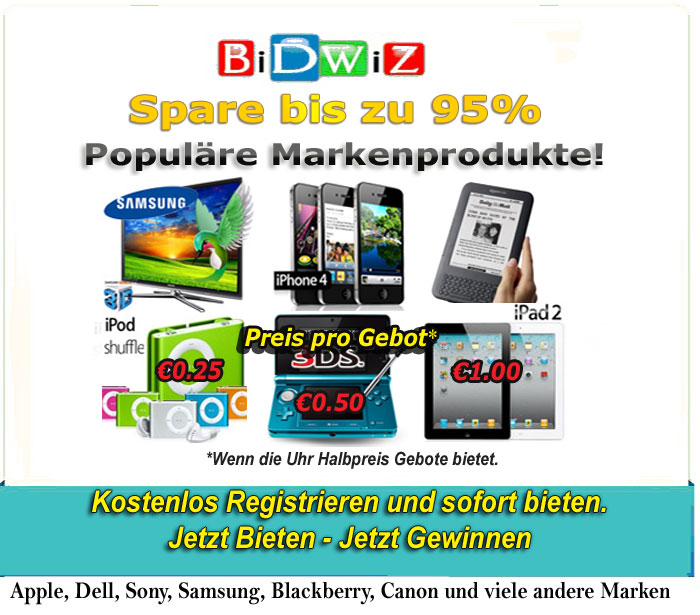 BiDWiZ
Spare bis zu 95%
Populäre Markenprodukte!
SAMSUNG
iPhone 4
3D
iPod
shuffle
Preis pro Gebot*
iPad 2
3DS.
€0.25
€0.50
€1.00
*Wenn die Uhr Halbpreis Gebote bietet.
Kostenlos Registrieren und sofort bieten.
Jetzt Bieten - Jetzt Gewinnen
Apple, Dell, Sony, Samsung, Blackberry, Canon und viele andere Marken